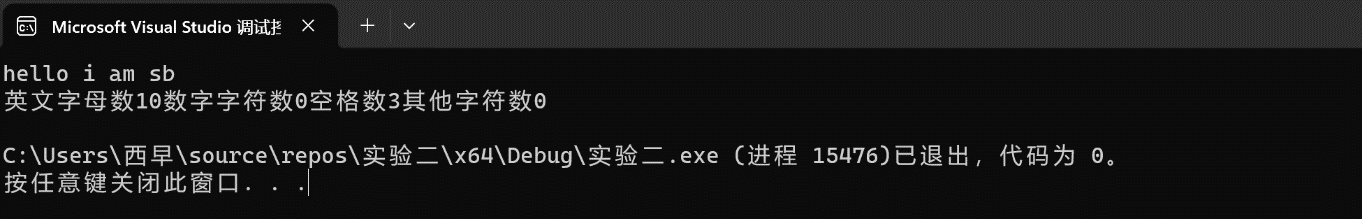 Microsoft Visual Studio 调试
hello i am sb
英文字母数10数字字符数0空格数3其他字符数0
C:\Users\西早\source\repos\实验二\x64\Debug\实验二.exe (进程 15476)已退出，代码为 0。
按任意键关闭此窗口. . .